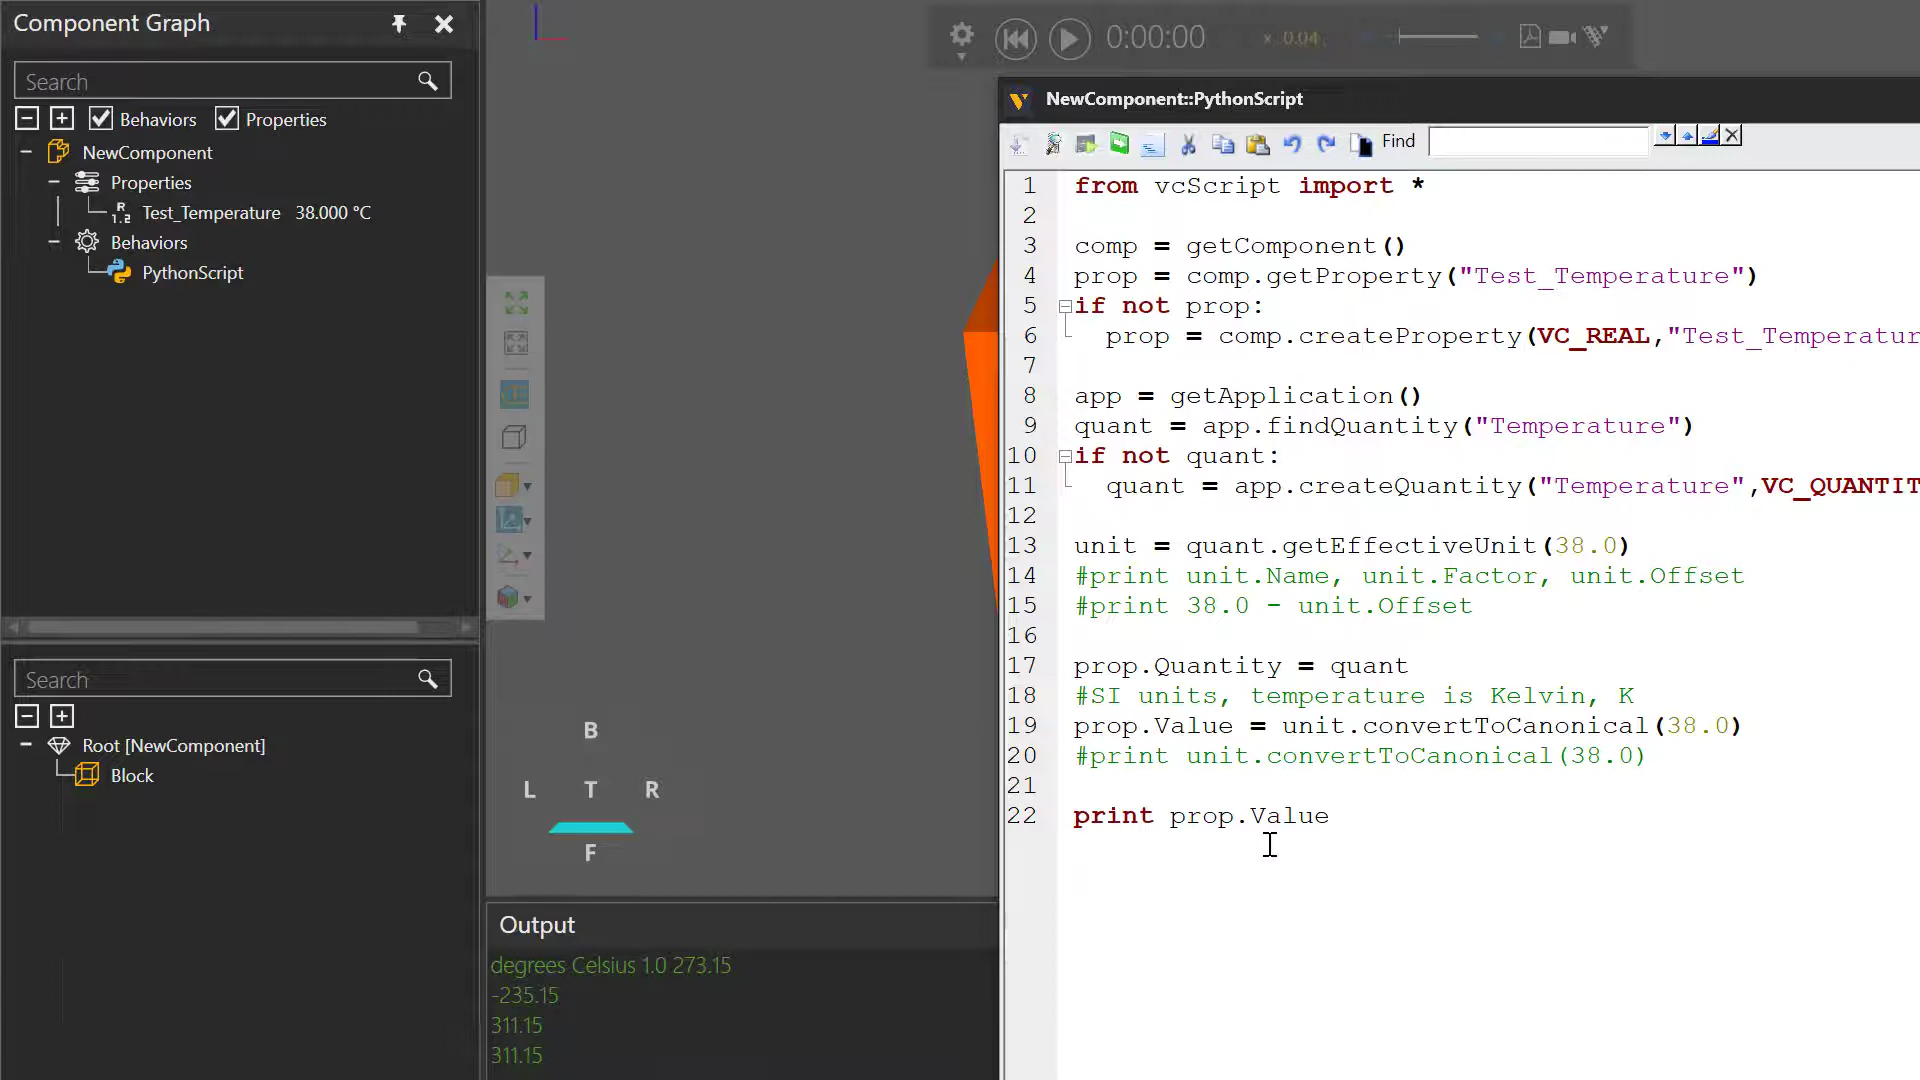 Component Graph
Search
Behaviors
Properties
NewComponent
Properties
R
1.2
Test_Temperature 38.000 °C
Behaviors
PythonScript
Search
Root [NewComponent]
Block
B
L T R
F
0:00:00
x 0.04
NewComponent::PythonScript
Find
1 from vcScript import *
2
3 comp = getComponent()
4 prop = comp.getProperty("Test_Temperature")
5 if not prop:
6 prop = comp.createProperty(VC_REAL,"Test_Temperatur
7
8 app = getApplication()
9 quant = app.findQuantity("Temperature")
10 if not quant:
11 quant = app.createQuantity("Temperature",VC_QUANTIT
12
13 unit = quant.getEffectiveUnit(38.0)
14 #print unit.Name, unit.Factor, unit.Offset
15 #print 38.0 - unit.Offset
16
17 prop.Quantity = quant
18 #SI units, temperature is Kelvin, K
19 prop.Value = unit.convertToCanonical(38.0)
20 #print unit.convertToCanonical(38.0)
21
22 print prop.Value
Output
degrees Celsius 1.0 273.15
-235.15
311.15
311.15